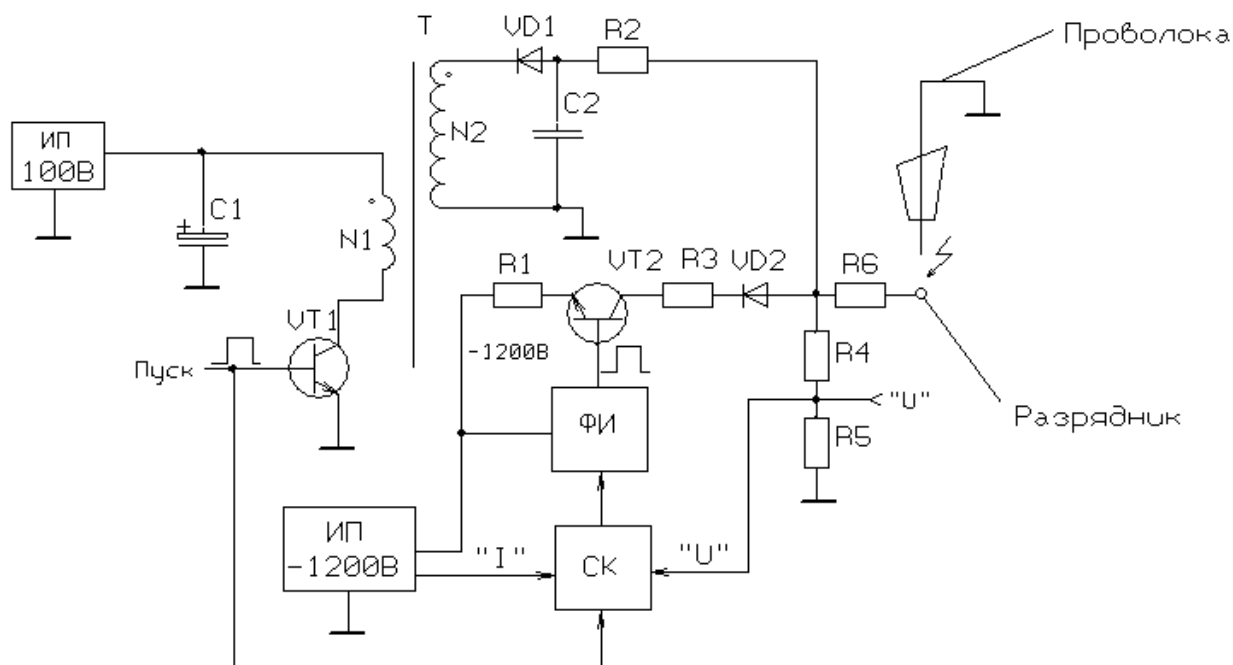 T
VD1
R2
Проволока
ИП
100В
C1
N1
N2
C2
R1
VT2
R3
VD2
R6
VT1
-1200В
Пуск
R4
"U"
ФИ
R5
Разрядник
ИП
-1200В
"I"
СК
"U"